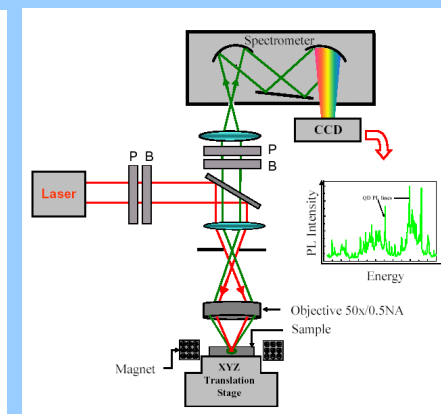 Spectrometer
CCD
P
B
P B
Laser
PL Intensity
QD PL lines
Energy
Objective 50x/0.5NA
Sample
Magnet
XYZ
Translation
Stage